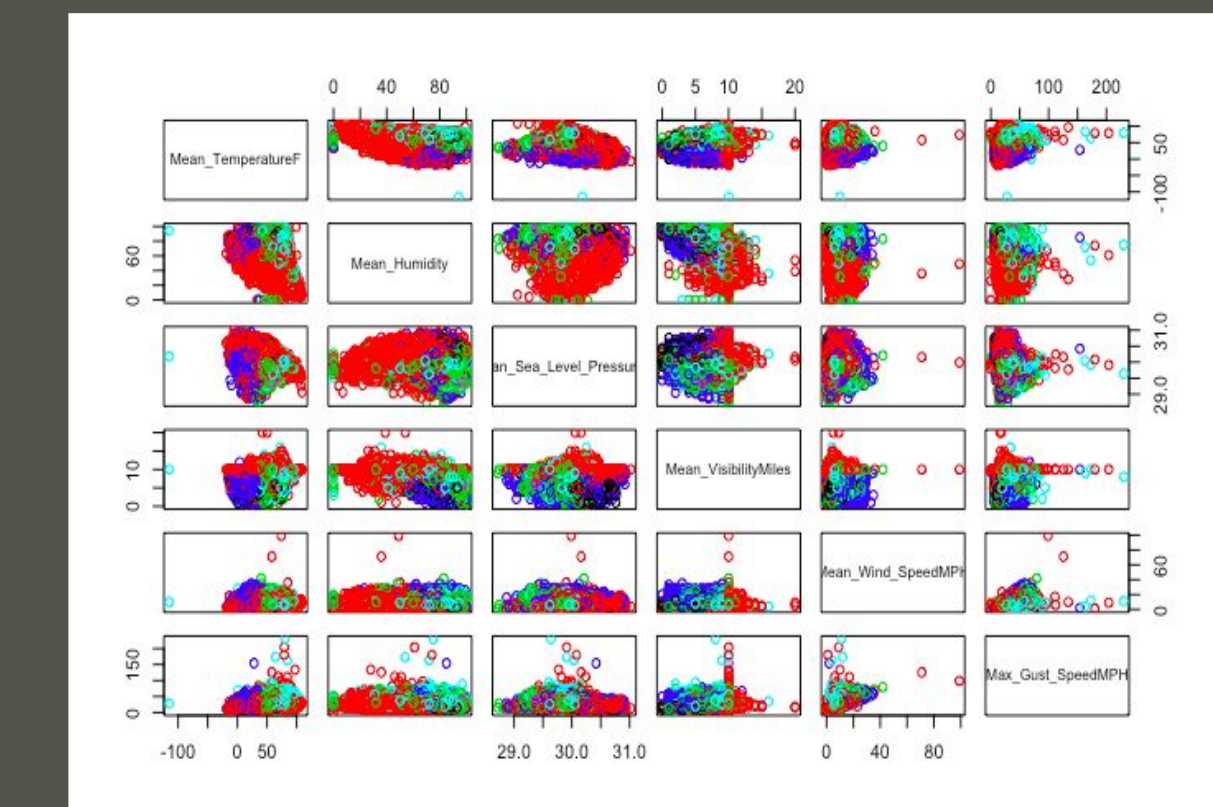 0 40 80 0 5 10 20 0 100 200
Mean_TemperatureF
-100 50
0 60
Mean_Humidity
an_Sea_Level_Pressur
29.0 31.0
0 10
Mean_VisibilityMiles
Mean_Wind_SpeedMPH
0 60
0 150
Max_Gust_SpeedMPH
-100 0 50 29.0 30.0 31.0 0 40 80